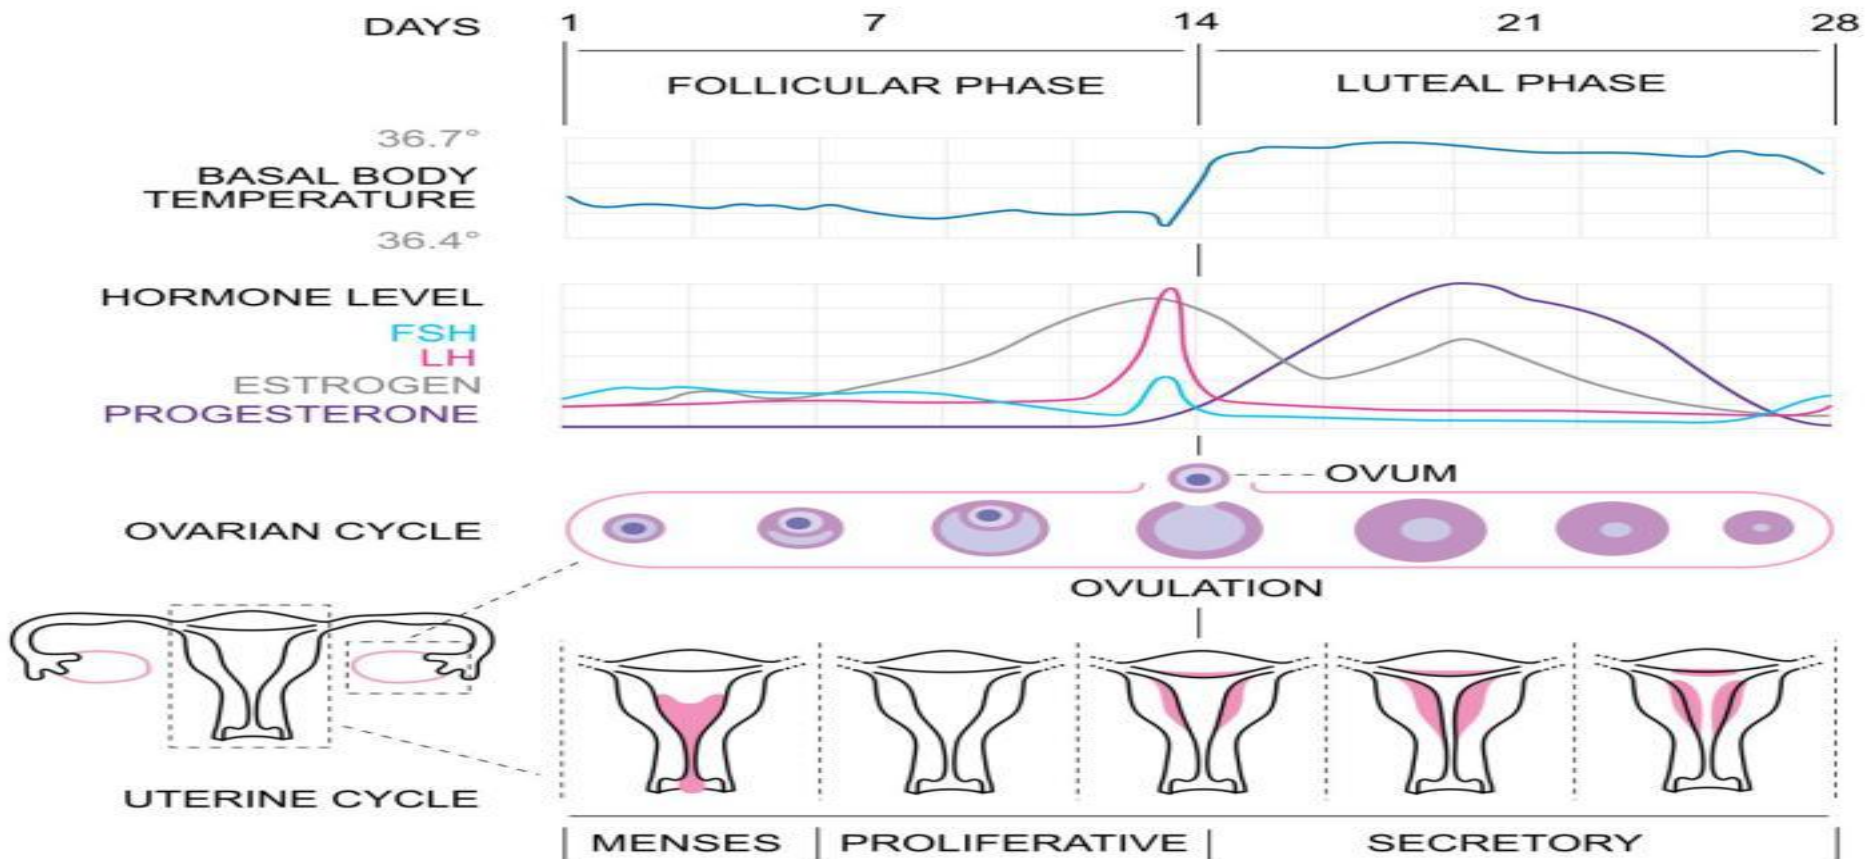 DAYS 1 7 14 21 28
FOLLICULAR PHASE LUTEAL PHASE
36.7°
BASAL BODY
TEMPERATURE
36.4°
HORMONE LEVEL
FSH
LH
ESTROGEN
PROGESTERONE
OVUM
OVARIAN CYCLE
OVULATION
UTERINE CYCLE
MENSES PROLIFERATIVE SECRETORY